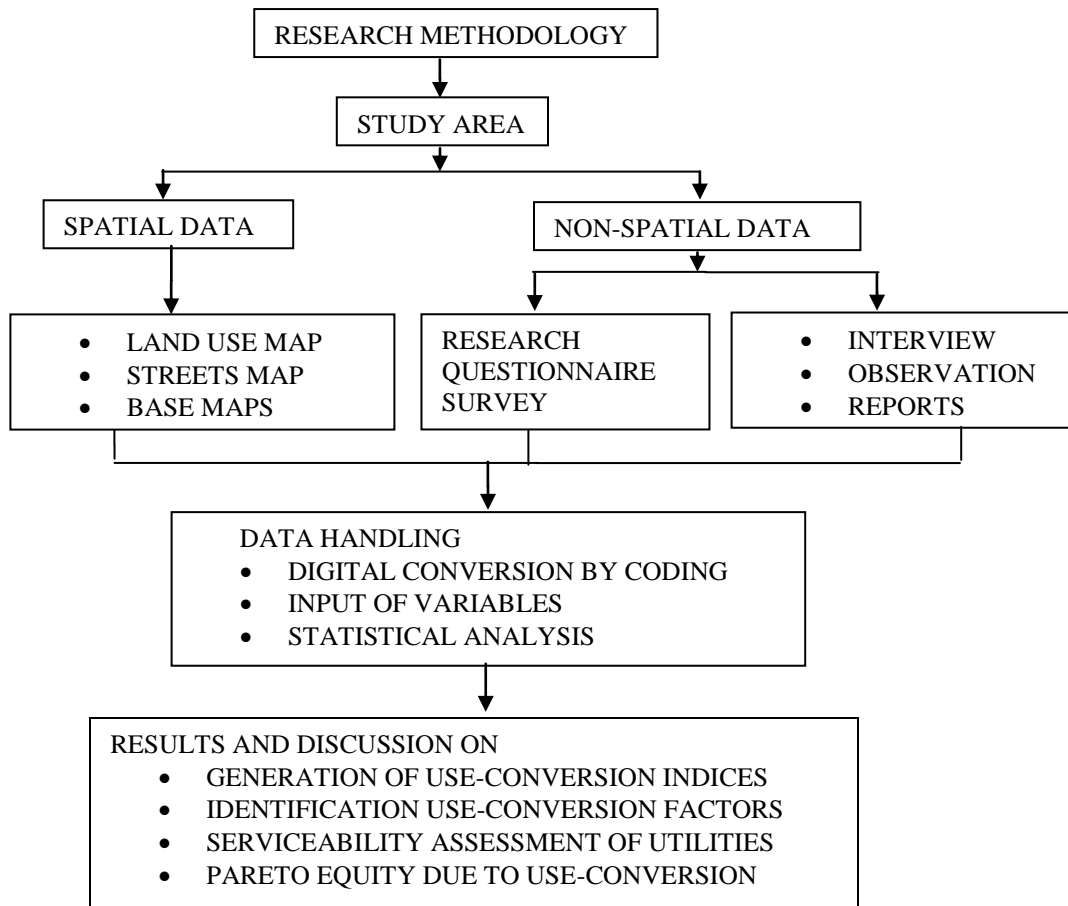 RESEARCH METHODOLOGY
STUDY AREA
SPATIAL DATA
NON-SPATIAL DATA
• LAND USE MAP
• STREETS MAP
• BASE MAPS
RESEARCH
QUESTIONNAIRE
SURVEY
• INTERVIEW
• OBSERVATION
• REPORTS
DATA HANDLING
• DIGITAL CONVERSION BY CODING
• INPUT OF VARIABLES
• STATISTICAL ANALYSIS
RESULTS AND DISCUSSION ON
• GENERATION OF USE-CONVERSION INDICES
• IDENTIFICATION USE-CONVERSION FACTORS
• SERVICEABILITY ASSESSMENT OF UTILITIES
• PARETO EQUITY DUE TO USE-CONVERSION